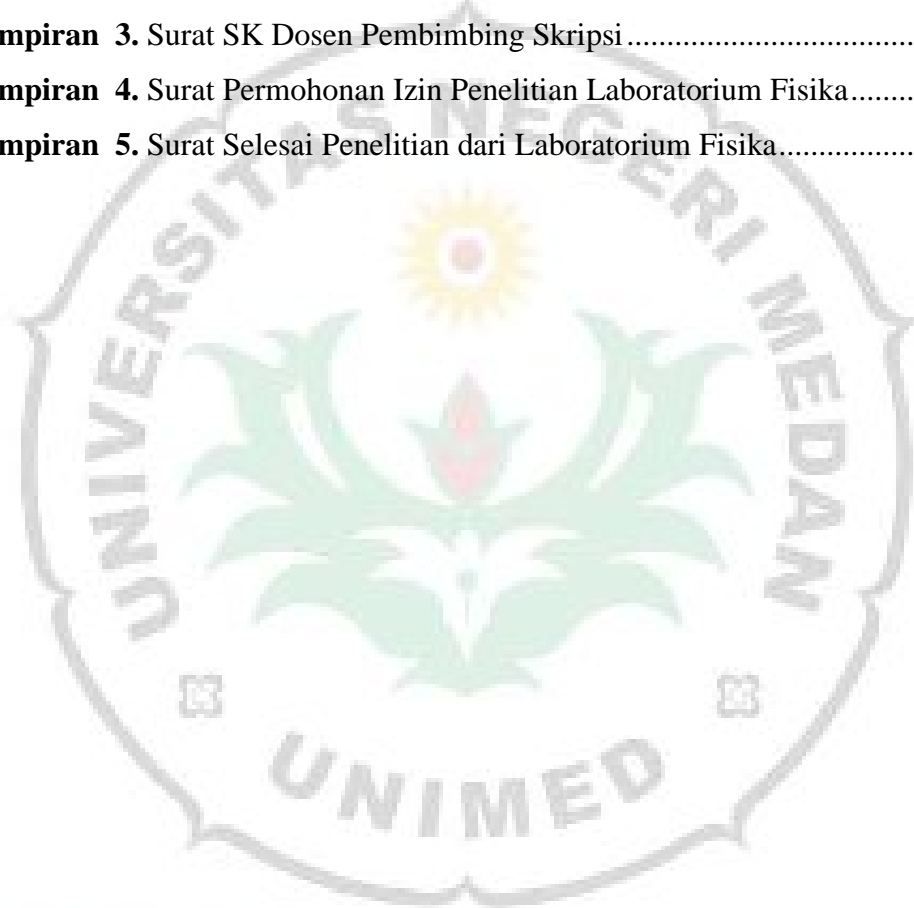 mpiran 3. Surat SK Dosen Pembimbing Skripsi..................................
mpiran 4. Surat Permohonan Izin Penelitian Laboratorium Fisika........
mpiran 5. Surat Selesai Penelitian dari Laboratorium Fisika.................
UNIVERSITAS NEGERI MEDAN
UNIMED